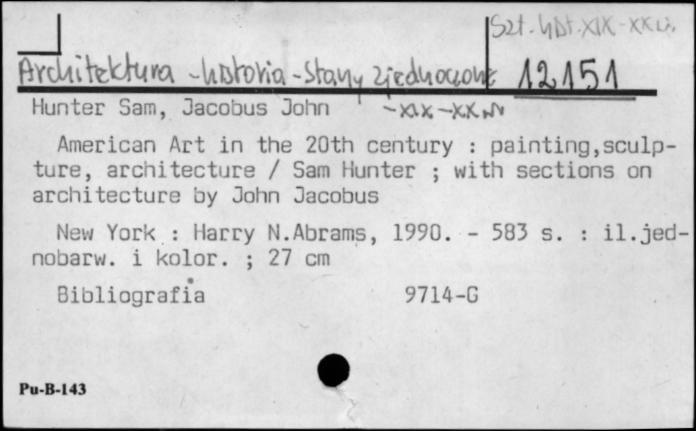 Szt. hist. XIX-XX w.
Architektura - historia - Stany Zjednoczone 12151
Hunter Sam, Jacobus John - XIX - XX w
American Art in the 20th century : painting,sculp-
ture, architecture / Sam Hunter ; with sections on
architecture by John Jacobus
New York : Harry N.Abrams, 1990. - 583 s. : il.jed-
nobarw. i kolor. ; 27 cm
Bibliografia 9714-G
Pu-B-143